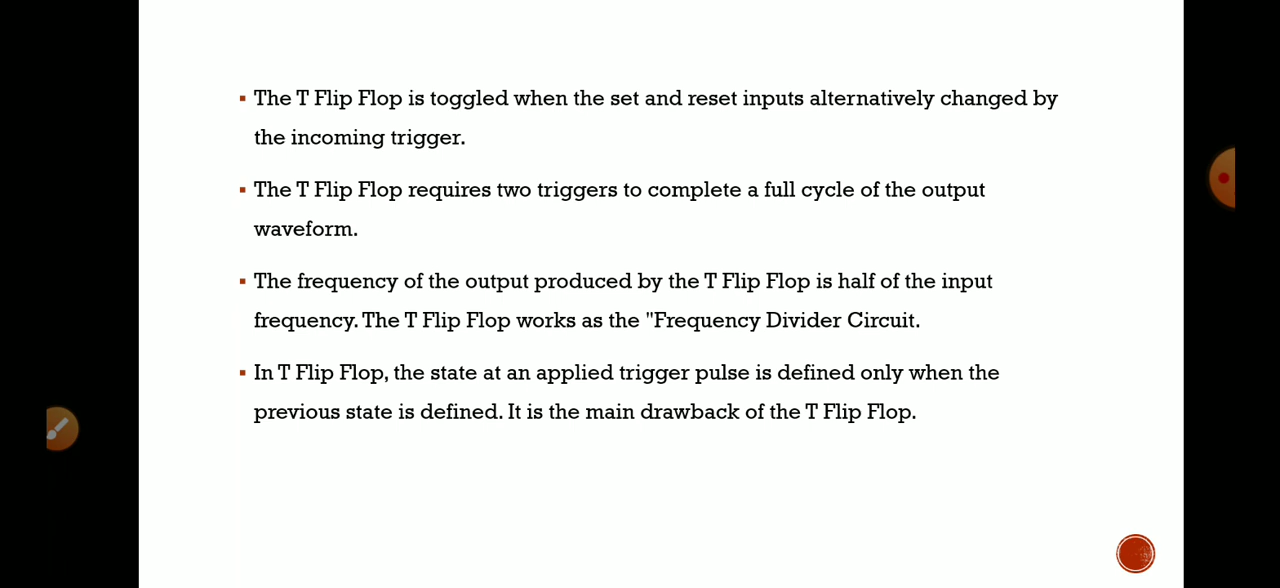 The T Flip Flop is toggled when the set and reset inputs alternatively changed by
the incoming trigger.
The T Flip Flop requires two triggers to complete a full cycle of the output
waveform.
The frequency of the output produced by the T Flip Flop is half of the input
frequency. The T Flip Flop works as the "Frequency Divider Circuit.
In T Flip Flop, the state at an applied trigger pulse is defined only when the
previous state is defined. It is the main drawback of the T Flip Flop.